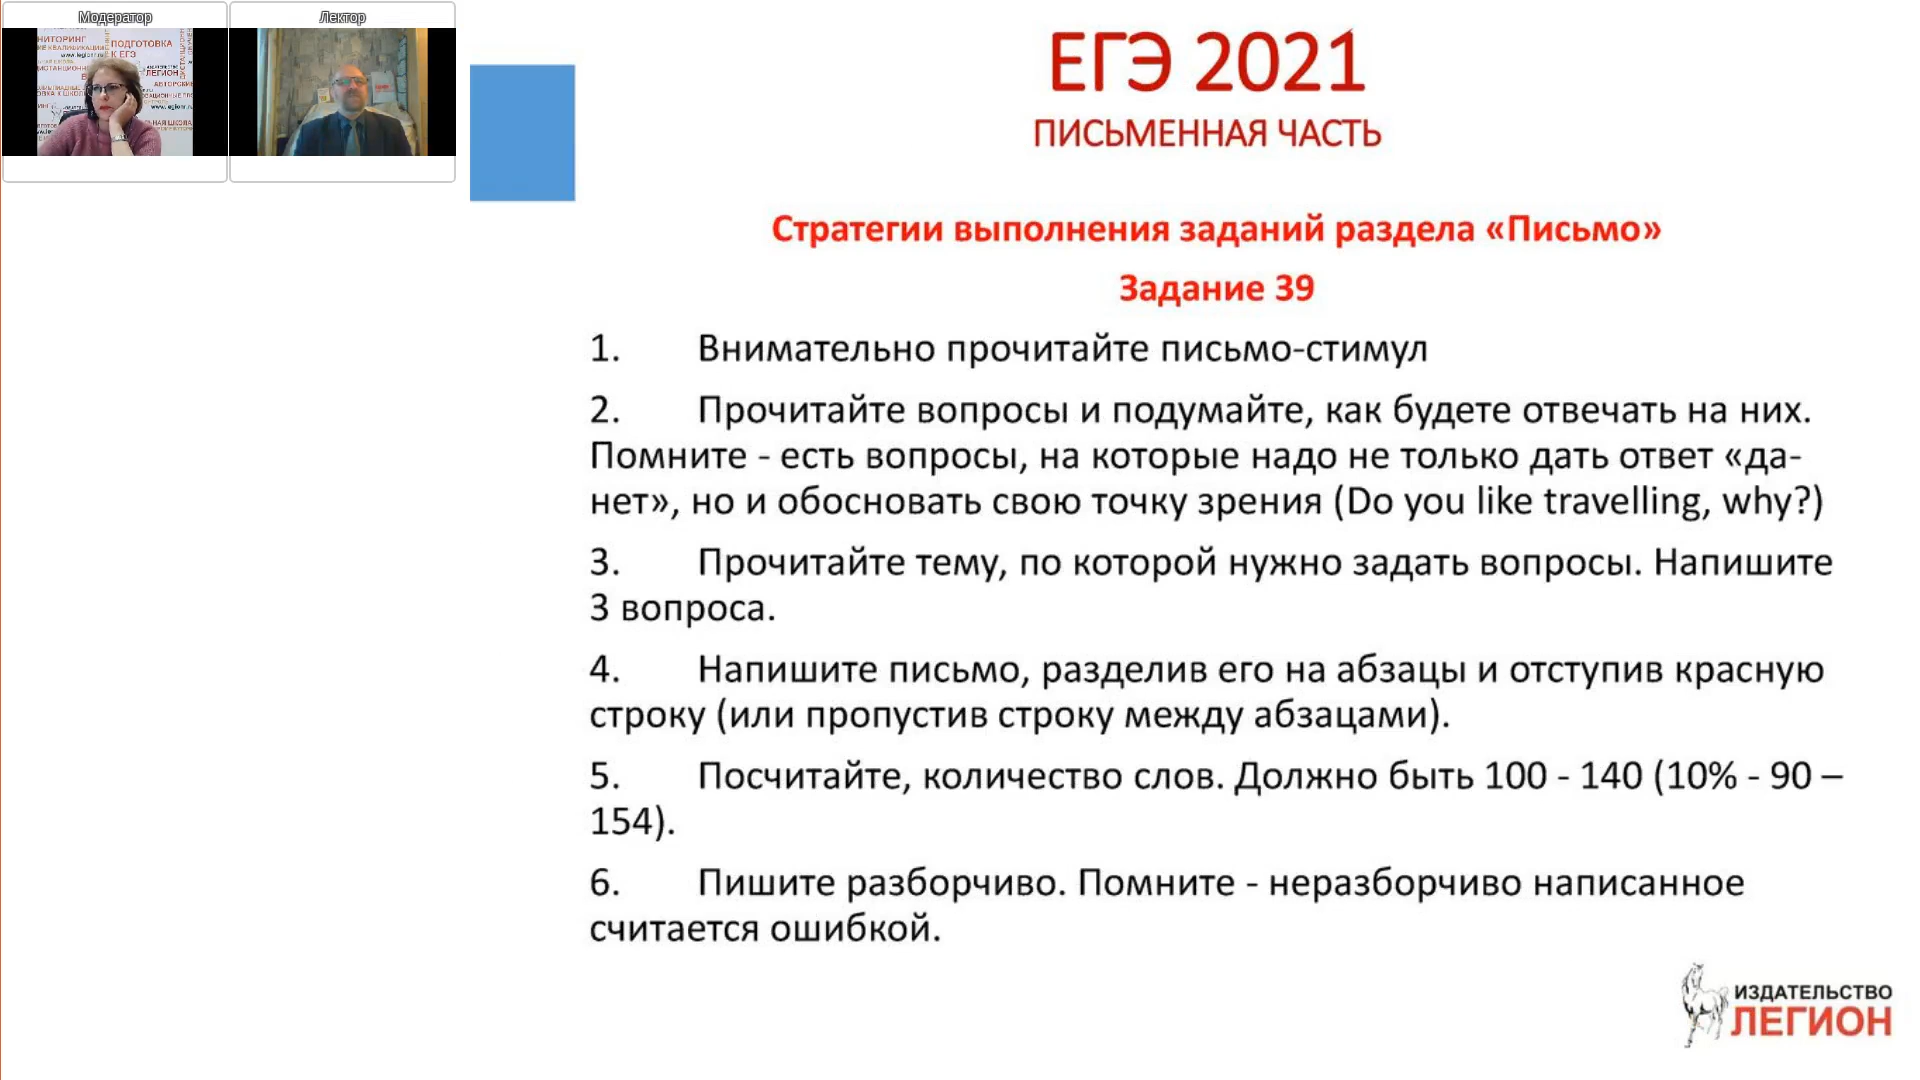 Модератор
Лектор
НИТОРИНГ
ПОДГОТОВКА
К ЕГЭ
ЛЕГИОН
ЕГЭ 2021
ПИСЬМЕННАЯ ЧАСТЬ
Стратегии выполнения заданий раздела «Письмо»
Задание 39
1. Внимательно прочитайте письмо-стимул
2. Прочитайте вопросы и подумайте, как будете отвечать на них.
Помните - есть вопросы, на которые надо не только дать ответ «да-
нет», но и обосновать свою точку зрения (Do you like travelling, why?)
3. Прочитайте тему, по которой нужно задать вопросы. Напишите
3 вопроса.
4. Напишите письмо, разделив его на абзацы и отступив красную
строку (или пропустив строку между абзацами).
5. Посчитайте, количество слов. Должно быть 100 - 140 (10% - 90 –
154).
6. Пишите разборчиво. Помните - неразборчиво написанное
считается ошибкой.
ИЗДАТЕЛЬСТВО
ЛЕГИОН